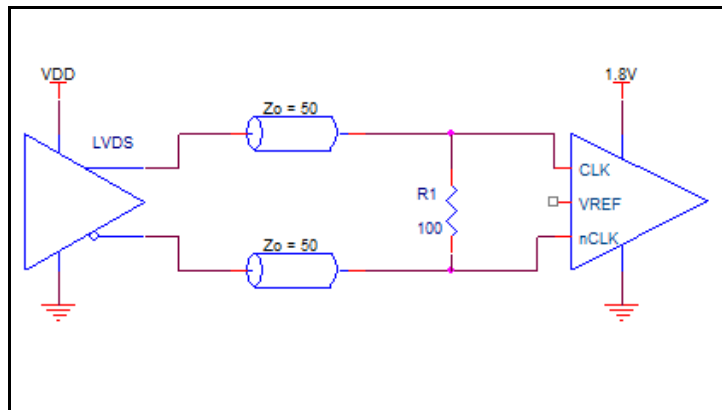 VDD
1.8V
Zo = 50
LVDS
CLK
R1
VREF
100
nCLK
Zo = 50